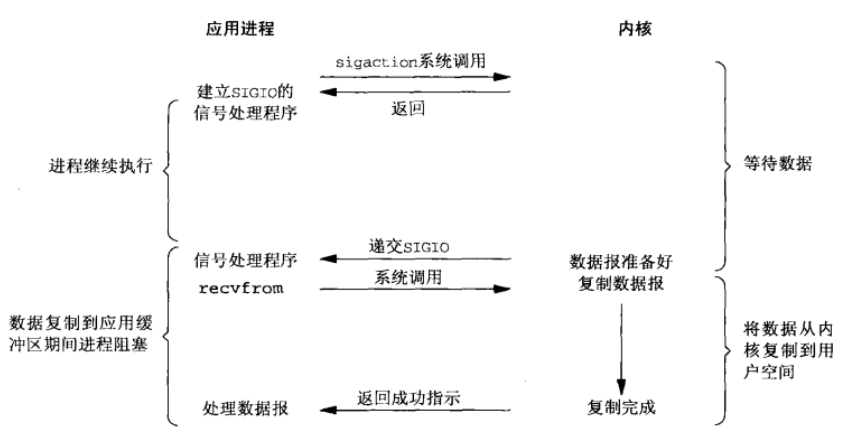 应用进程
内核
sigaction系统调用
建立SIGIO的
信号处理程序
返回
进程继续执行
等待数据
递交SIGIO
信号处理程序
数据报准备好
系统调用
recvfrom
复制数据报
数据复制到应用缓
冲区期间进程阻塞
将数据从内
核复制到用
户空间
返回成功指示
处理数据报
复制完成